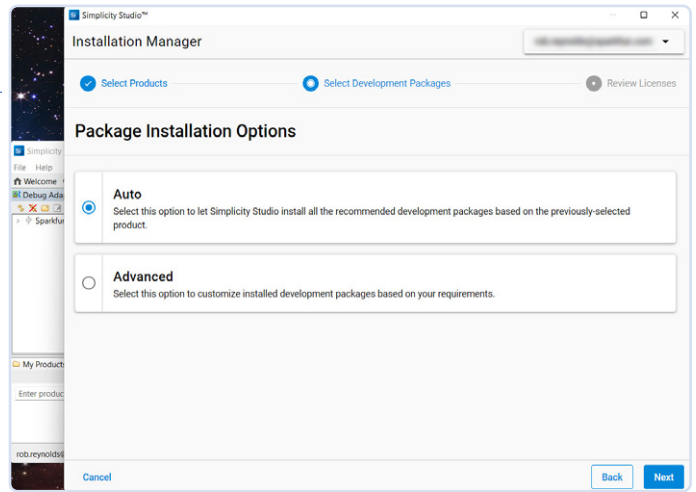 Simplicity Studio™
Installation Manager
Select Products
Select Development Packages
Review Licenses
Package Installation Options
Auto
Select this option to let Simplicity Studio install all the recommended development packages based on the previously-selected
product.
Advanced
Select this option to customize installed development packages based on your requirements.
Cancel
Back
Next
Simplicity
File Help
Welcome
Debug Ada
Sparkfu
My Products
Enter produc
rob.reynolds@